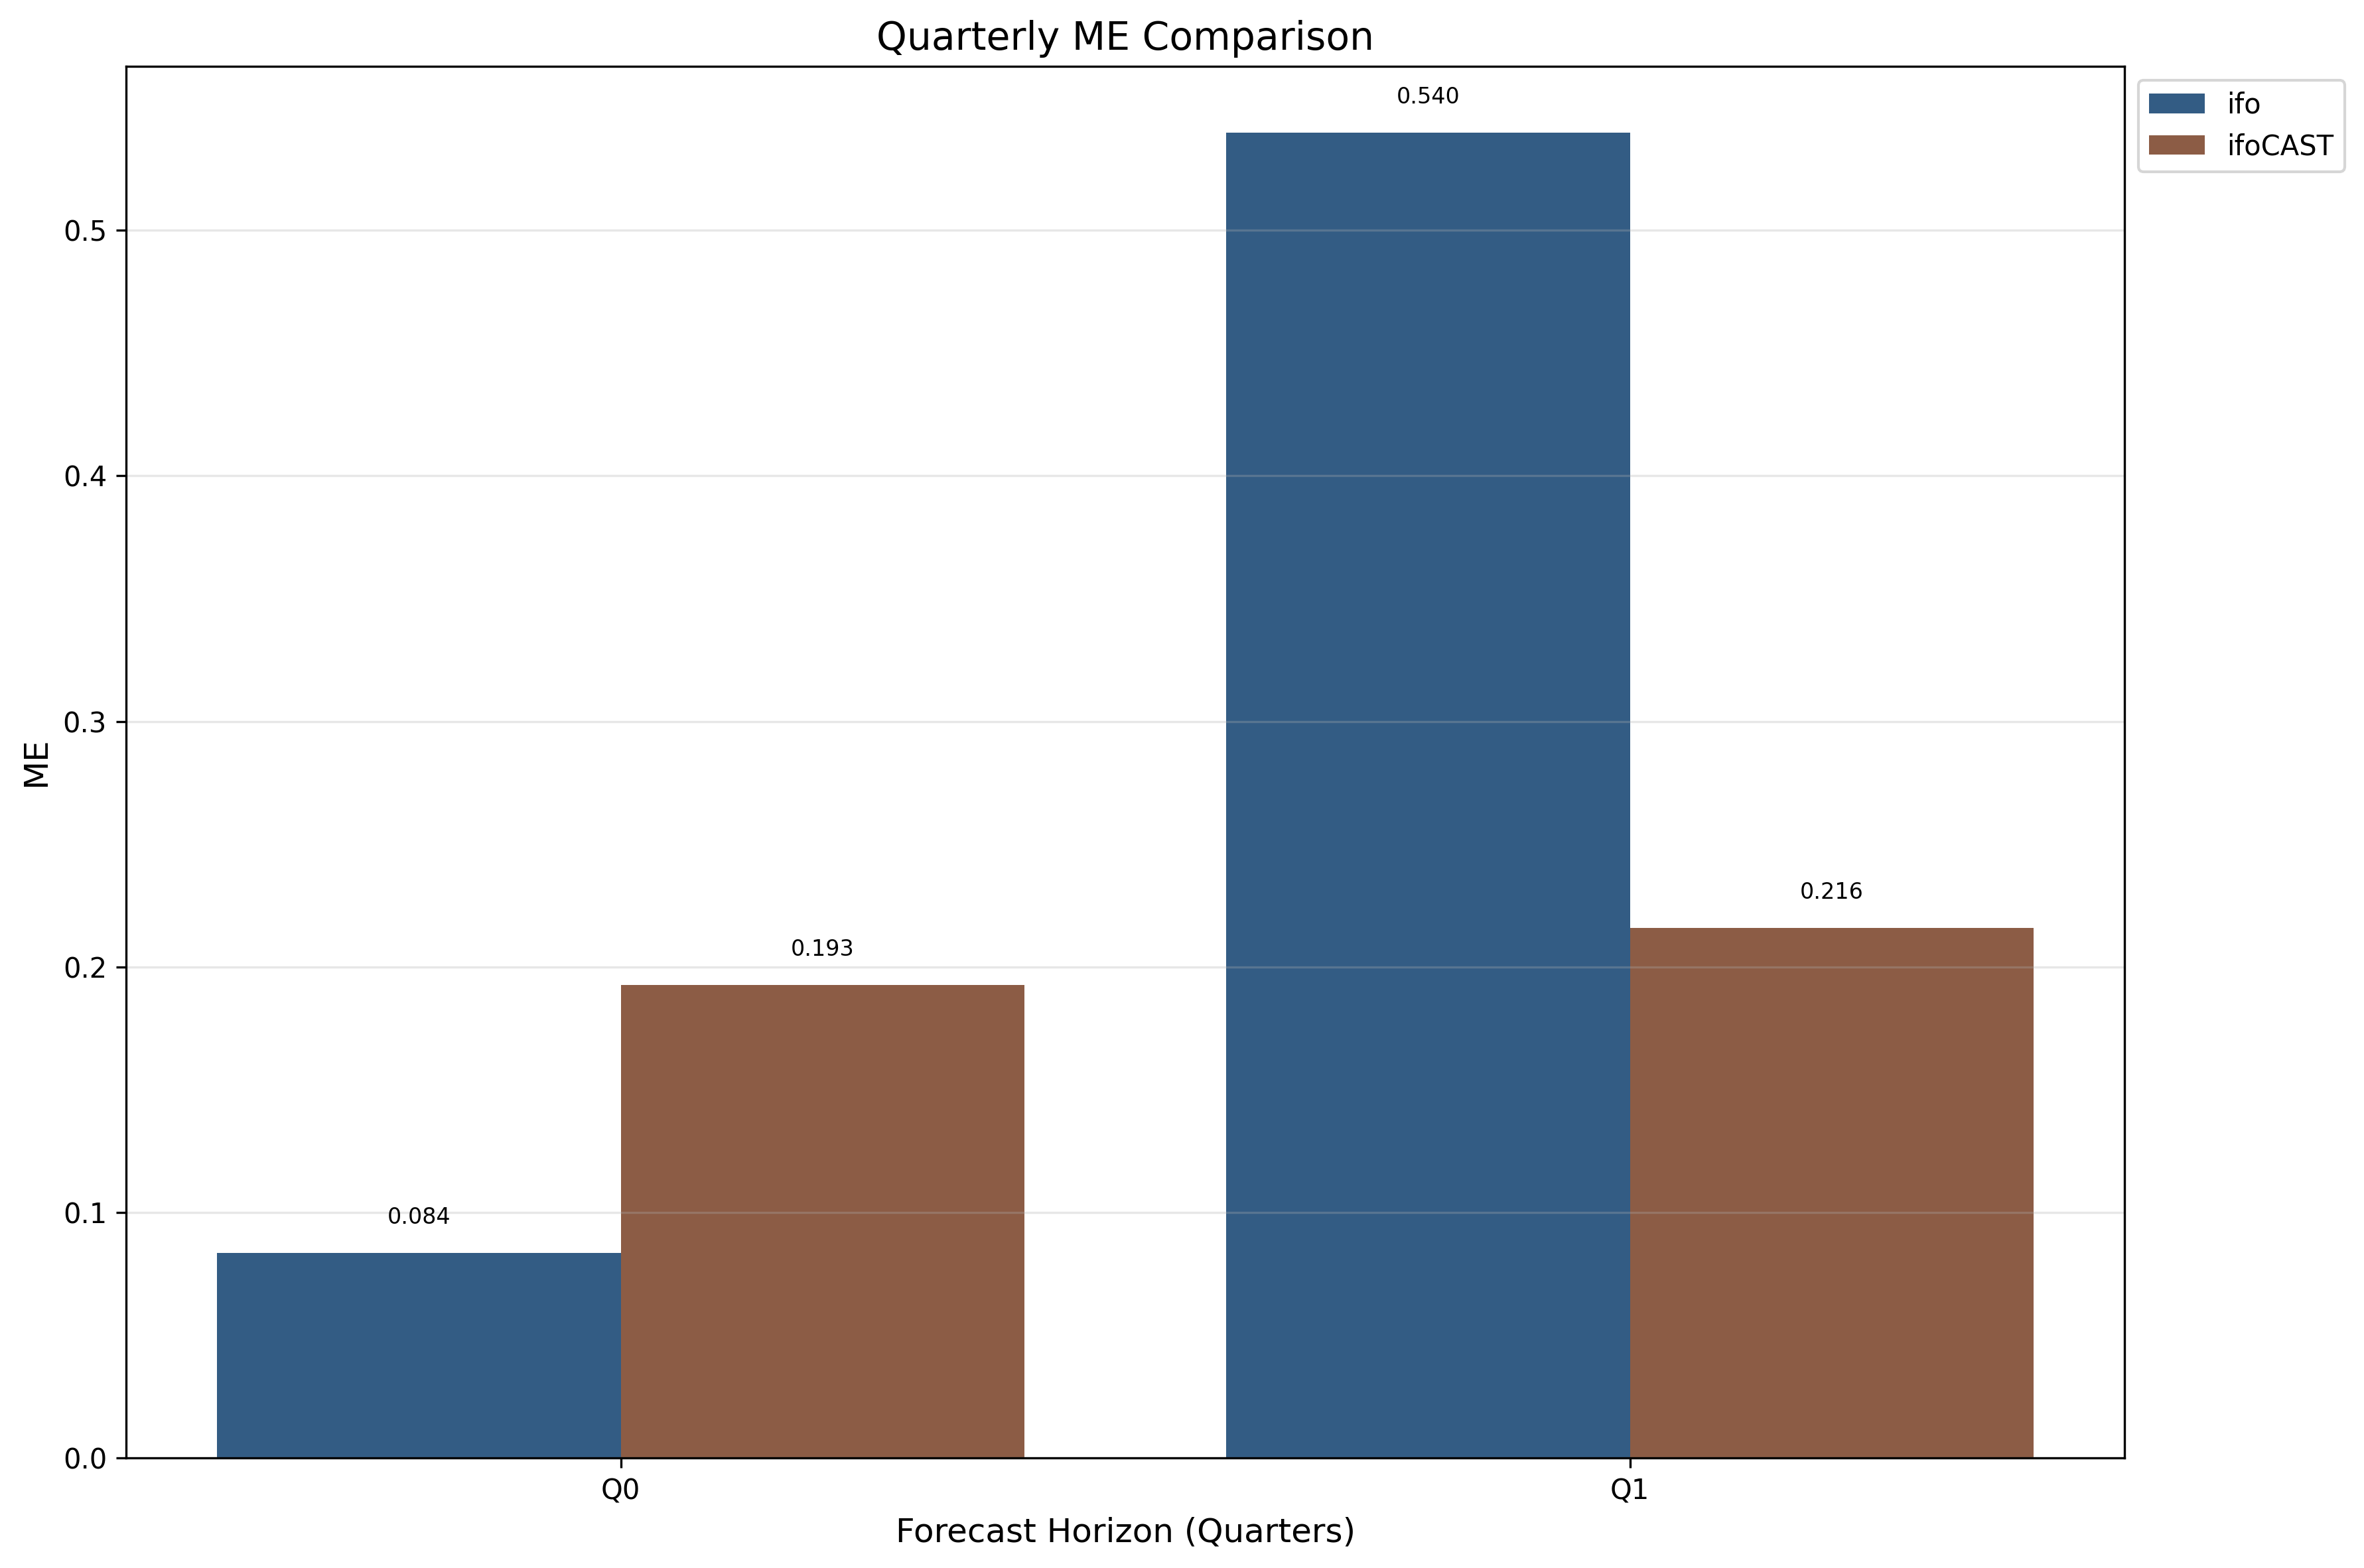 Quarterly ME Comparison
ifo
ifoCAST
0.540
0.216
0.193
0.084
0.5
0.4
0.3
0.2
0.1
0.0
ME
Q0
Q1
Forecast Horizon (Quarters)